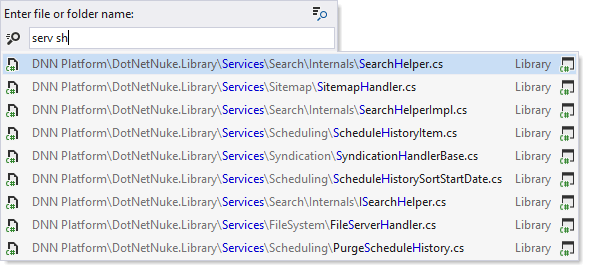 Enter file or folder name:
serv sh
DNN Platform\DotNetNuke.Library\Services\Search\Internals\SearchHelper.cs Library
DNN Platform\DotNetNuke.Library\Services\Sitemap\SitemapHandler.cs Library
DNN Platform\DotNetNuke.Library\Services\Search\Internals\SearchHelperImpl.cs Library
DNN Platform\DotNetNuke.Library\Services\Scheduling\ScheduleHistoryItem.cs Library
DNN Platform\DotNetNuke.Library\Services\Syndication\SyndicationHandlerBase.cs Library
DNN Platform\DotNetNuke.Library\Services\Scheduling\ScheduleHistorySortStartDate.cs Library
DNN Platform\DotNetNuke.Library\Services\Search\Internals\ISearchHelper.cs Library
DNN Platform\DotNetNuke.Library\Services\FileSystem\FileServerHandler.cs Library
DNN Platform\DotNetNuke.Library\Services\Scheduling\PurgeScheduleHistory.cs Library